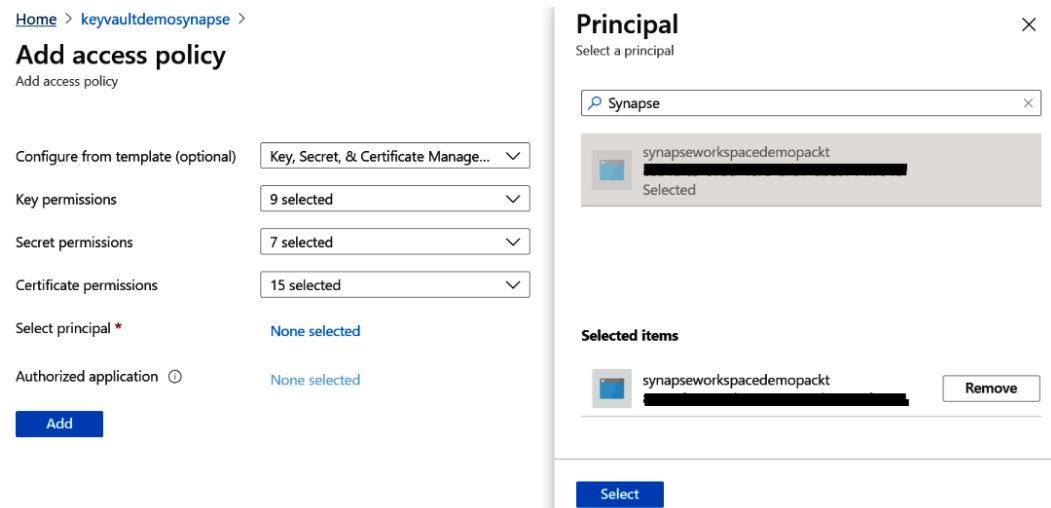 Home > keyvaultdemosynapse >
Add access policy
Add access policy
Configure from template (optional) Key, Secret, & Certificate Manage...
Key permissions 9 selected
Secret permissions 7 selected
Certificate permissions 15 selected
Select principal * None selected
Authorized application None selected
Add
Principal
Select a principal
Synapse
synapseworkspacedemopackt
Selected
Selected items
synapseworkspacedemopackt
Remove
Select